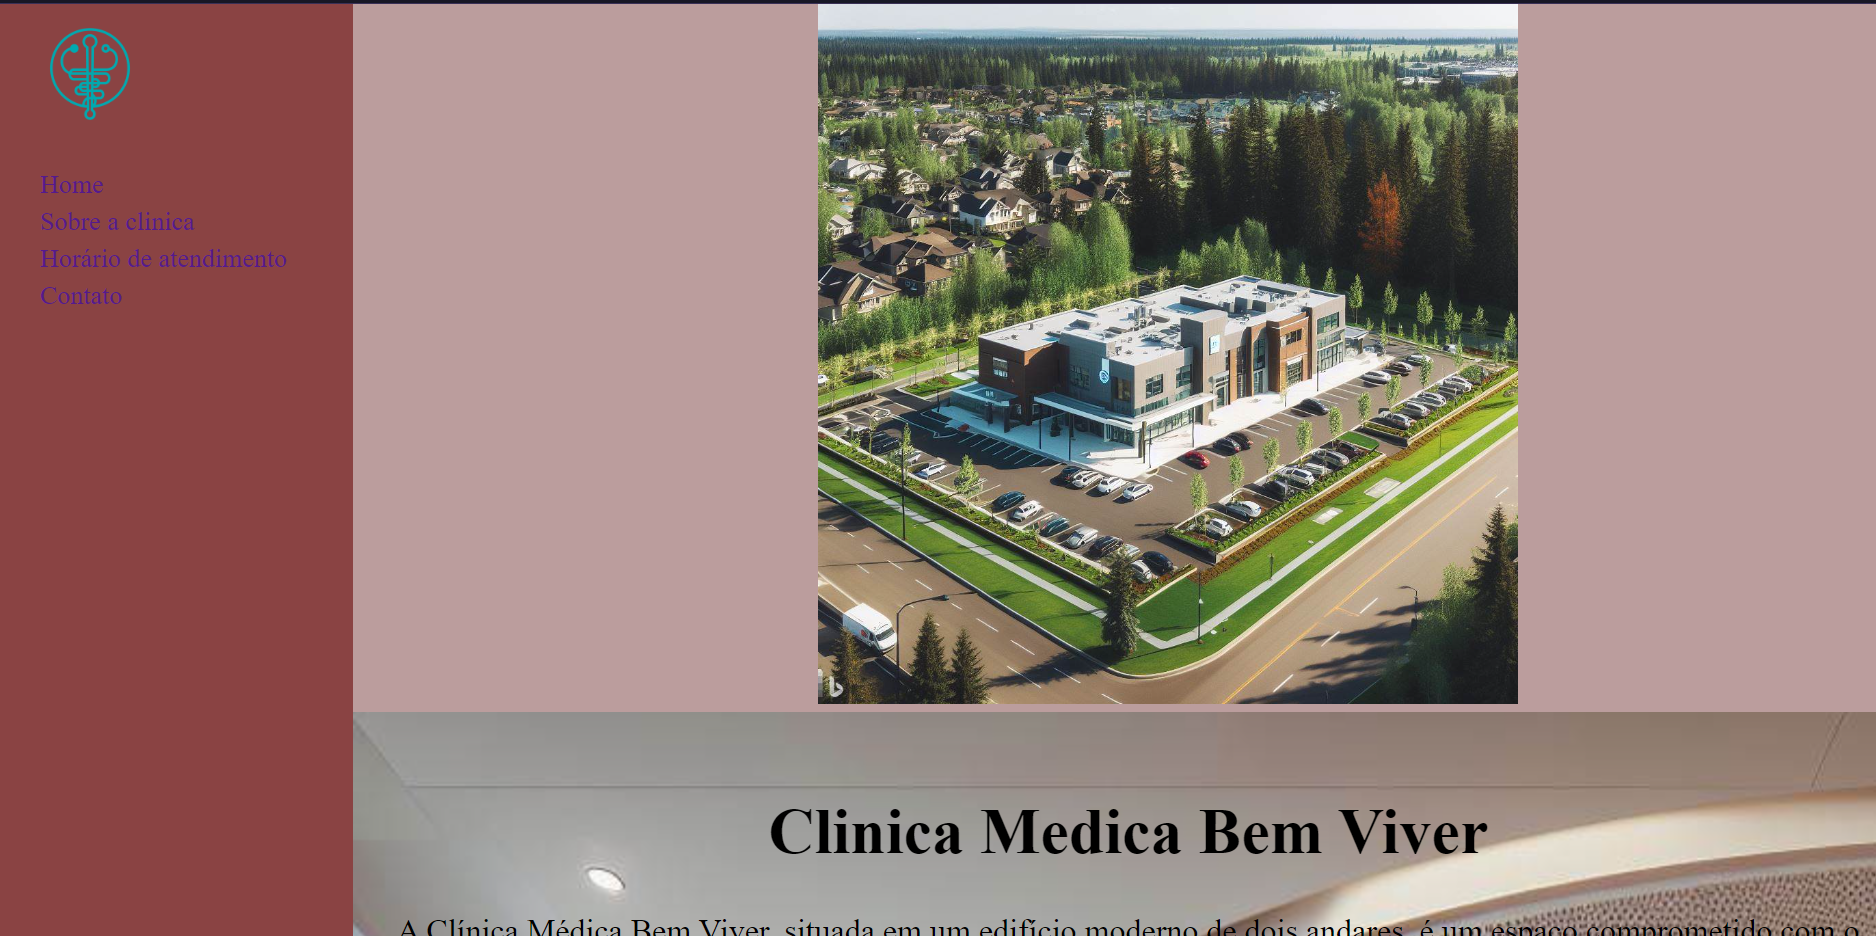 Home
Sobre a clinica
Horário de atendimento
Contato
Clinica Medica Bem Viver
A Clínica Médica Bem Viver, situada em um edifício moderno de dois andares, é um espaço comprometido com o